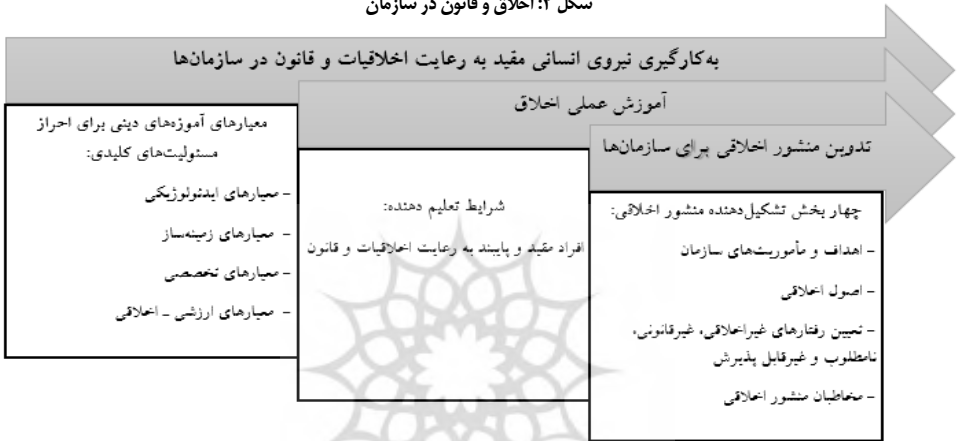 شکل ۲: اخلاق و قانون در سازمان
به‌کارگیری نیروی انسانی مقید به رعایت اخلاقیات و قانون در سازمان‌ها
آموزش عملی اخلاق
تدوین منشور اخلاقی برای سازمان‌ها
معیارهای آموزه‌های دینی برای احراز
مسئولیت‌های کلیدی:
- معیارهای ایدئولوژیکی
- معیارهای زمینه‌ساز
- معیارهای تخصصی
- معیارهای ارزشی ـ اخلاقی
شرایط تعلیم دهنده:
افراد مقید و پایبند به رعایت اخلاقیات و قانون
چهار بخش تشکیل‌دهنده منشور اخلاقی:
- اهداف و مأموریت‌های سازمان
- اصول اخلاقی
- تعیین رفتارهای غیراخلاقی، غیرقانونی،
نامطلوب و غیرقابل پذیرش
- مخاطبان منشور اخلاقی